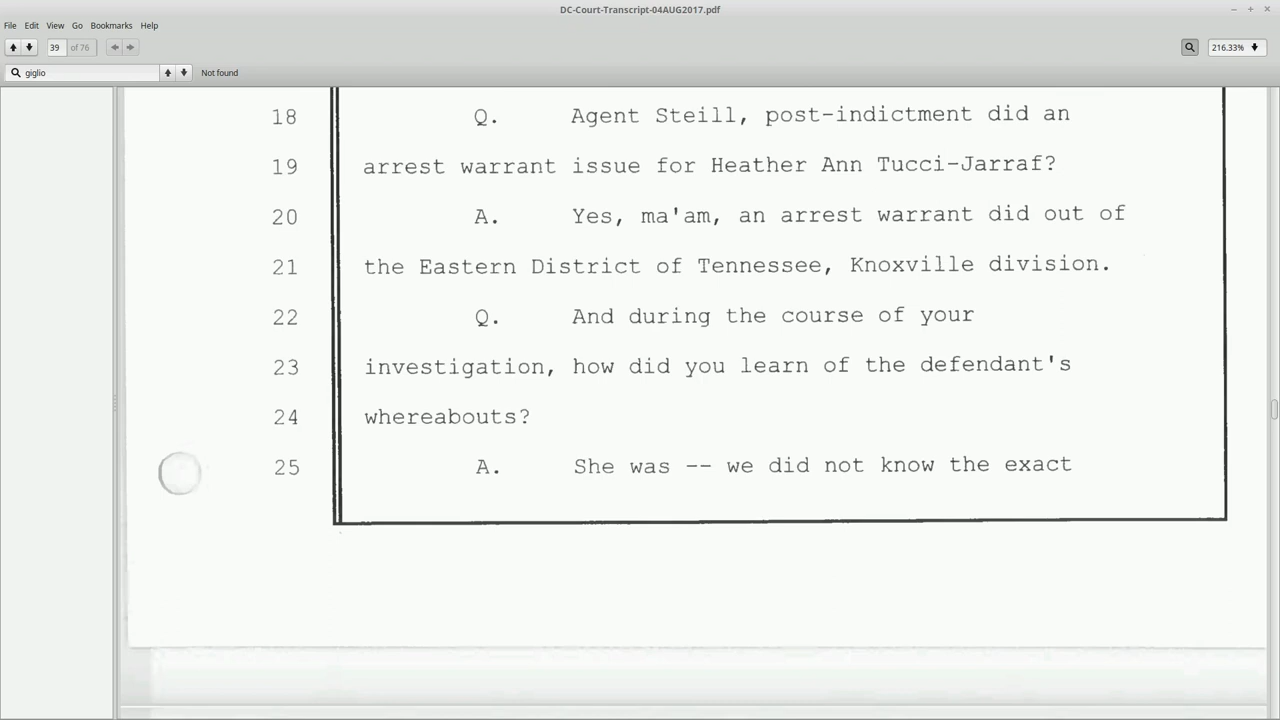 DC-Court-Transcript-04AUG2017.pdf
File Edit View Go Bookmarks Help
39 of 76
216.33%
giglio
Not found
18 Q. Agent Steill, post-indictment did an
19 arrest warrant issue for Heather Ann Tucci-Jarraf?
20 A. Yes, ma'am, an arrest warrant did out of
21 the Eastern District of Tennessee, Knoxville division.
22 Q. And during the course of your
23 investigation, how did you learn of the defendant's
24 whereabouts?
25 A. She was -- we did not know the exact